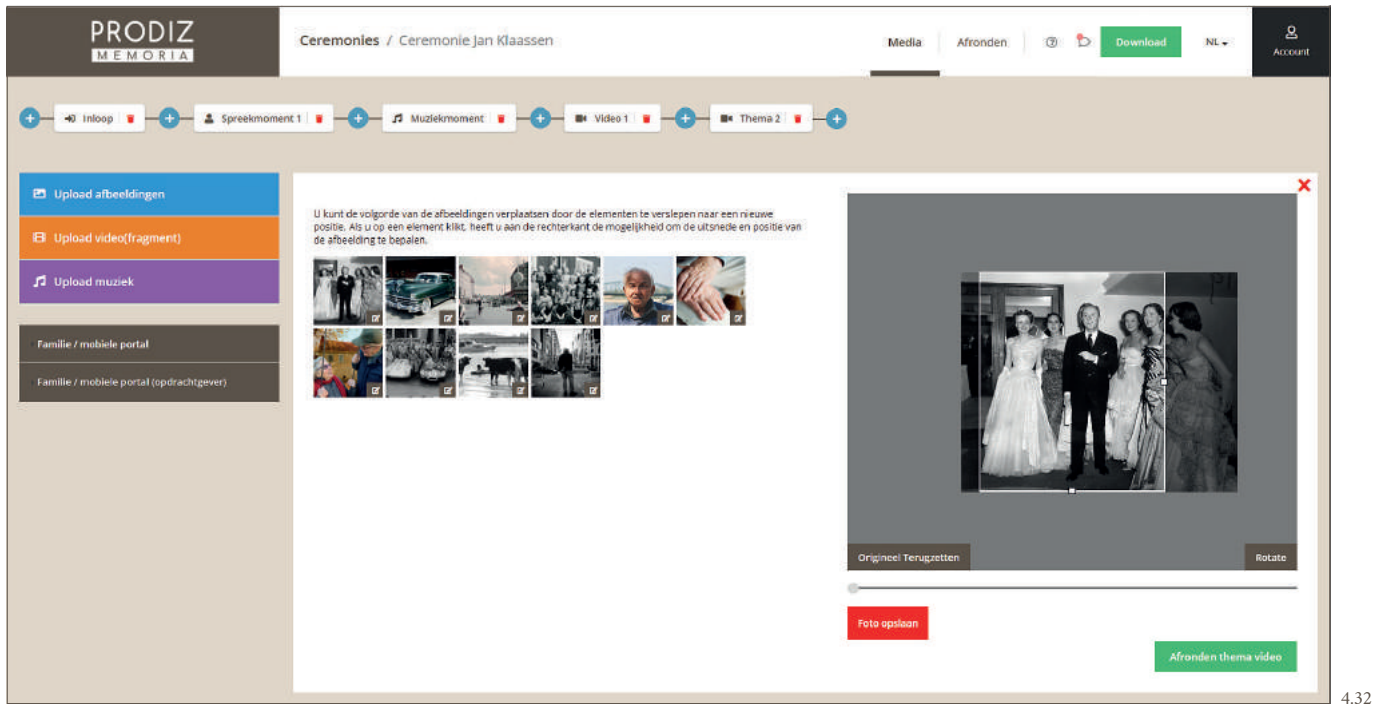 PRODIZ
MEMORIA
Ceremonies / Ceremonie Jan Klaassen
Media
Afronden
Download
NL
Account
Inloop
Spreekmoment 1
Muziekmoment
Video 1
Thema 2
Upload afbeeldingen
Upload video(fragment)
Upload muziek
Familie / mobiele portal
Familie / mobiele portal (opdrachtgever)
U kunt de volgorde van de afbeeldingen verplaatsen door de elementen te verslepen naar een nieuwe
positie. Als u op een element klikt, heeft u aan de rechterkant de mogelijkheid om de uitsnede en positie van
de afbeelding te bepalen.
Origineel Terugzetten
Rotate
Foto opslaan
Afronden thema video
4.32